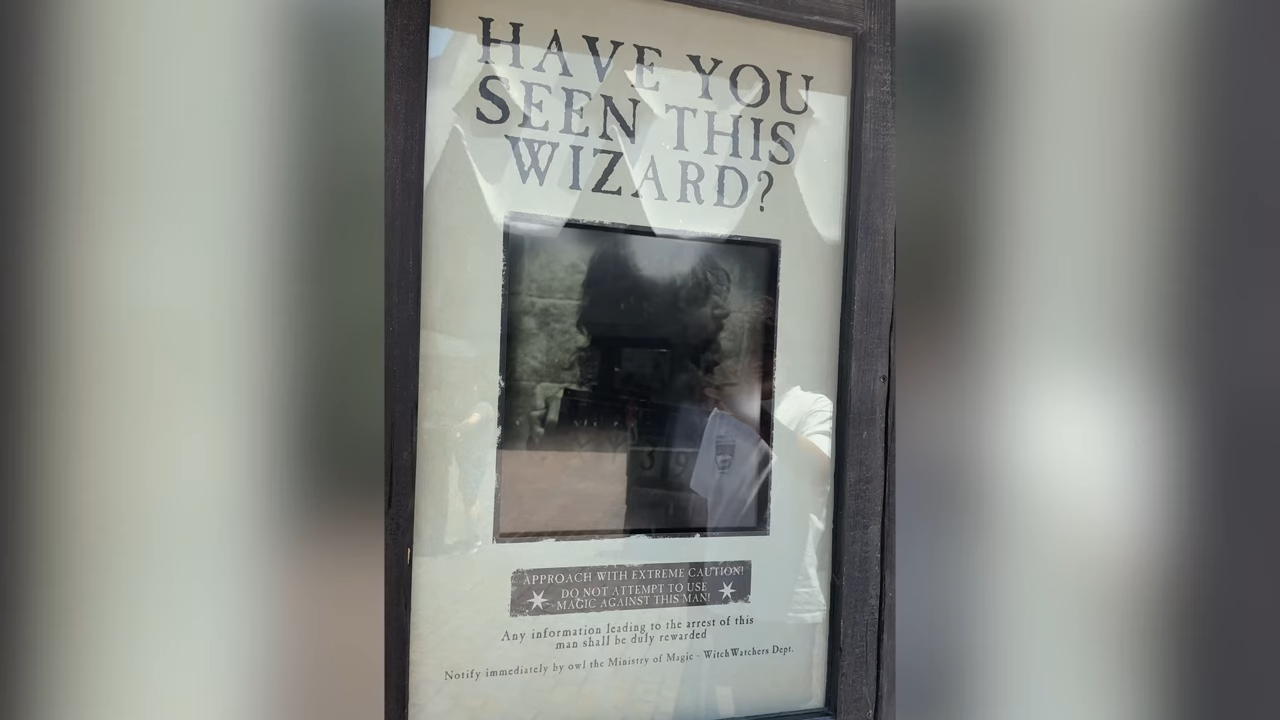 HAVE YOU
SEEN THIS
WIZARD?
APPROACH WITH EXTREME CAUTION!
DO NOT ATTEMPT TO USE
MAGIC AGAINST THIS MAN!
Any information leading to the arrest of this
man shall be duly rewarded
Notify immediately by owl the Ministry of Magic - WitchWatchers Dept.